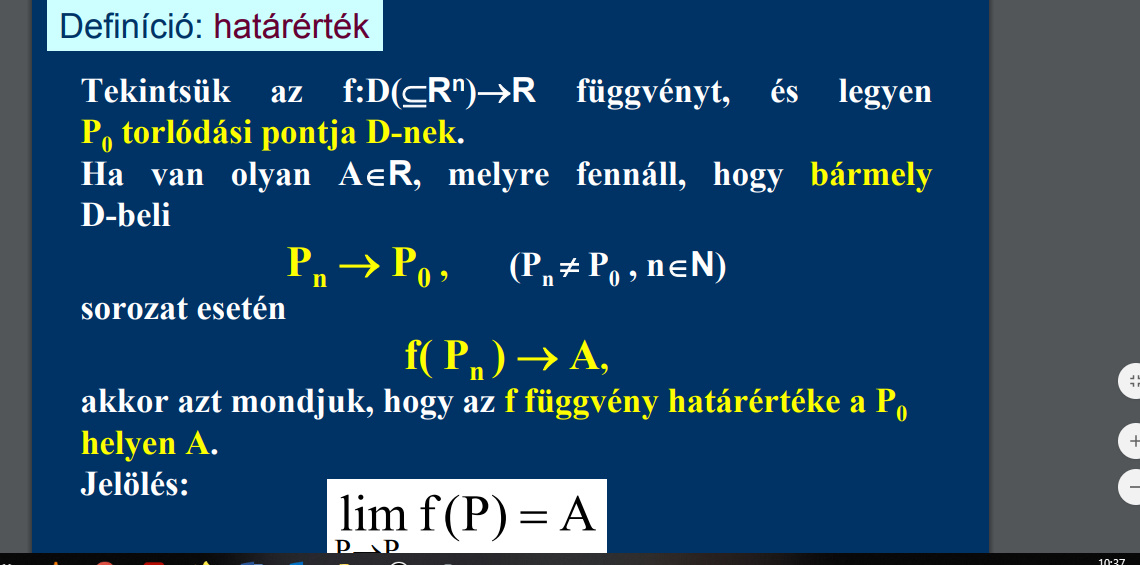 Definíció: határérték
Tekintsük az f:D(⊆Rⁿ)→R függvényt, és legyen
P₀ torlódási pontja D-nek.
Ha van olyan A∈R, melyre fennáll, hogy bármely
D-beli
Pₙ → P₀ , (Pₙ ≠ P₀ , n∈N)
sorozat esetén
f( Pₙ ) → A,
akkor azt mondjuk, hogy az f függvény határértéke a P₀
helyen A.
Jelölés:
lim f(P) = A
P→P
10:37